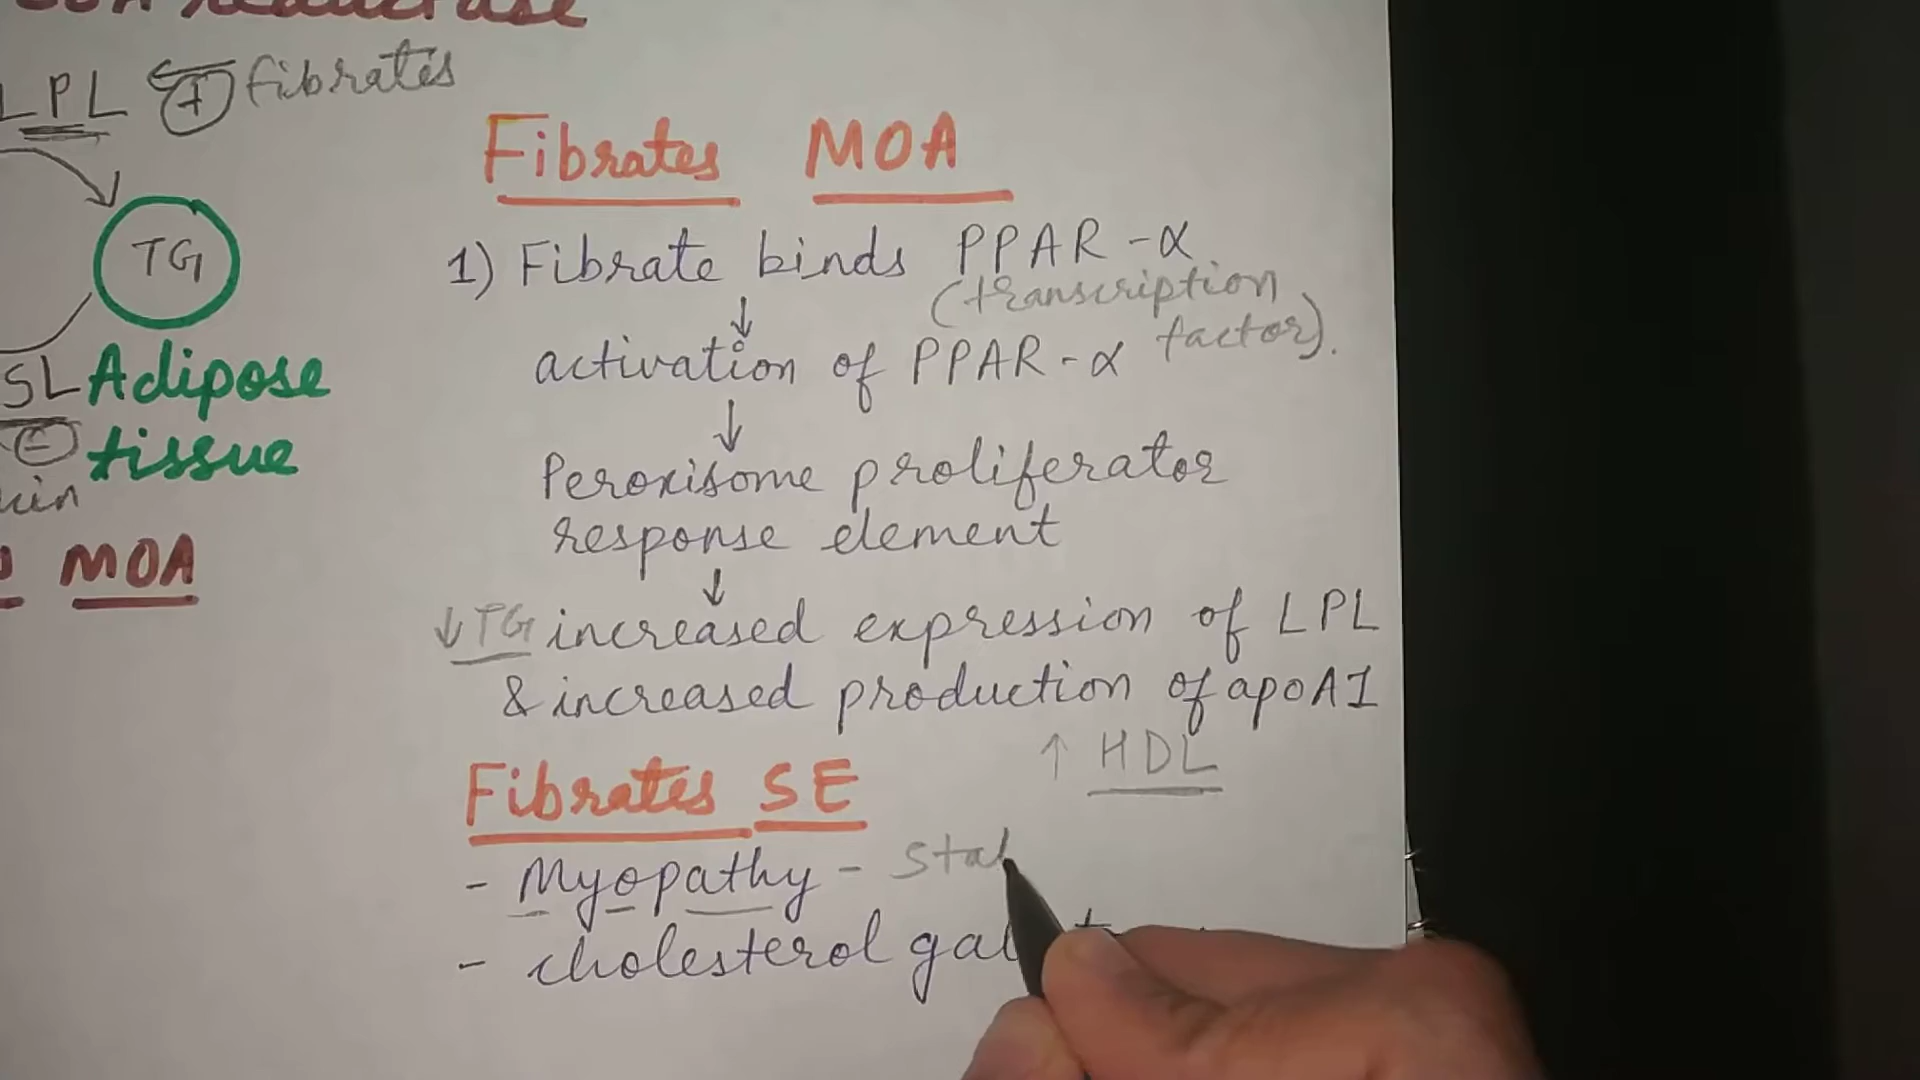 LPL + fibrates
TG
SL Adipose
tissue
MOA
Fibrates MOA
1) Fibrate binds PPAR-α
(transcription
factor).
↓
activation of PPAR-α
↓
Peroxisome proliferator
response element
↓
↓TG increased expression of LPL
& increased production of apoA1
↑ HDL
Fibrates SE
- Myopathy - sta
- cholesterol gal